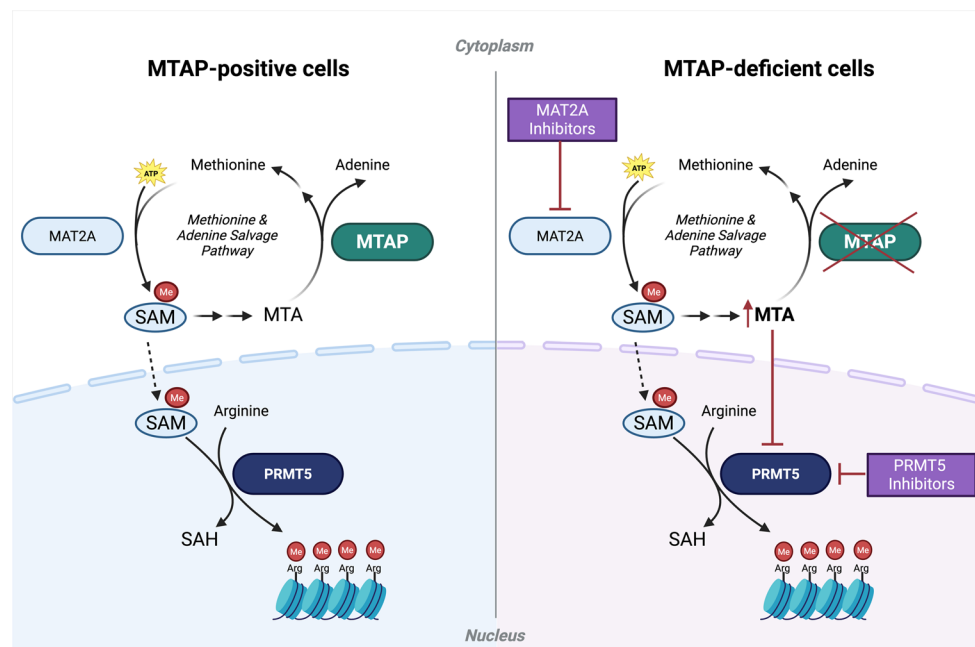 Cytoplasm
MTAP-positive cells
ATP
Methionine
Adenine
Methionine &
Adenine Salvage
Pathway
MAT2A
MTAP
Me
SAM
MTA
Me
SAM
Arginine
PRMT5
SAH
Me Me Me Me
Arg Arg Arg Arg
MTAP-deficient cells
MAT2A
Inhibitors
ATP
Methionine
Adenine
Methionine &
Adenine Salvage
Pathway
MAT2A
MTAP
Me
SAM
MTA
Me
SAM
Arginine
PRMT5
PRMT5
Inhibitors
SAH
Me Me Me Me
Arg Arg Arg Arg
Nucleus